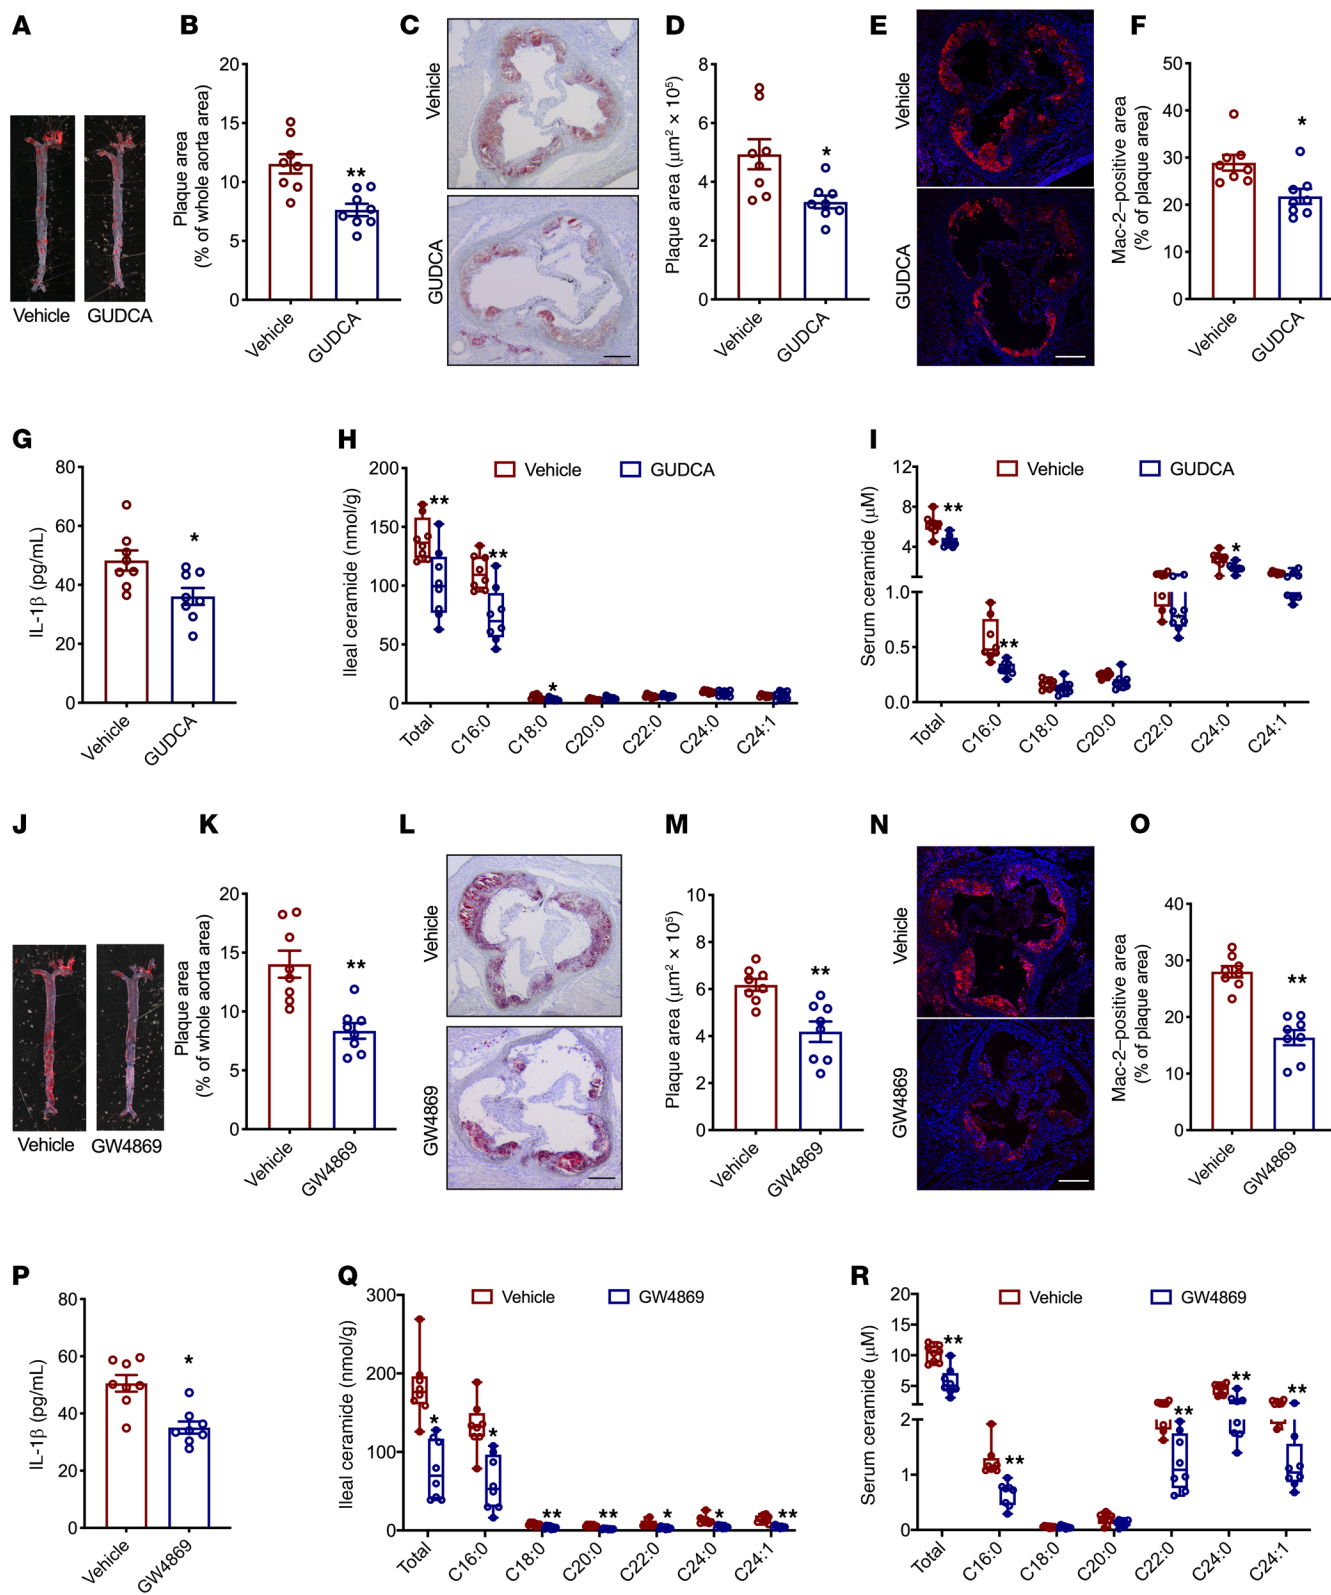 A
B
C
D
E
F
Vehicle
GUDCA
Plaque area
(% of whole aorta area)
20
15
10
5
0
**
Vehicle
GUDCA
Vehicle
GUDCA
Plaque area (μm² × 10⁵)
8
6
4
2
0
*
Vehicle
GUDCA
Vehicle
GUDCA
Mac-2–positive area
(% of plaque area)
50
40
30
20
10
0
*
Vehicle
GUDCA
G
H
I
IL-1β (pg/mL)
80
60
40
20
0
*
Vehicle
GUDCA
Ileal ceramide (nmol/g)
200
150
100
50
0
Vehicle
GUDCA
**
**
*
Total
C16:0
C18:0
C20:0
C22:0
C24:0
C24:1
Serum ceramide (μM)
12
8
4
1.0
0.5
0.0
Vehicle
GUDCA
**
**
*
*
Total
C16:0
C18:0
C20:0
C22:0
C24:0
C24:1
J
K
L
M
N
O
Vehicle
GW4869
Plaque area
(% of whole aorta area)
20
15
10
5
0
**
Vehicle
GW4869
Vehicle
GW4869
Plaque area (μm² × 10⁵)
10
8
6
4
2
0
**
Vehicle
GW4869
Vehicle
GW4869
Mac-2–positive area
(% of plaque area)
40
30
20
10
0
**
Vehicle
GW4869
P
Q
R
IL-1β (pg/mL)
80
60
40
20
0
*
Vehicle
GW4869
Ileal ceramide (nmol/g)
300
200
100
0
Vehicle
GW4869
*
*
**
**
*
*
**
Total
C16:0
C18:0
C20:0
C22:0
C24:0
C24:1
Serum ceramide (μM)
20
15
10
5
2
1
0
Vehicle
GW4869
**
**
**
**
**
Total
C16:0
C18:0
C20:0
C22:0
C24:0
C24:1